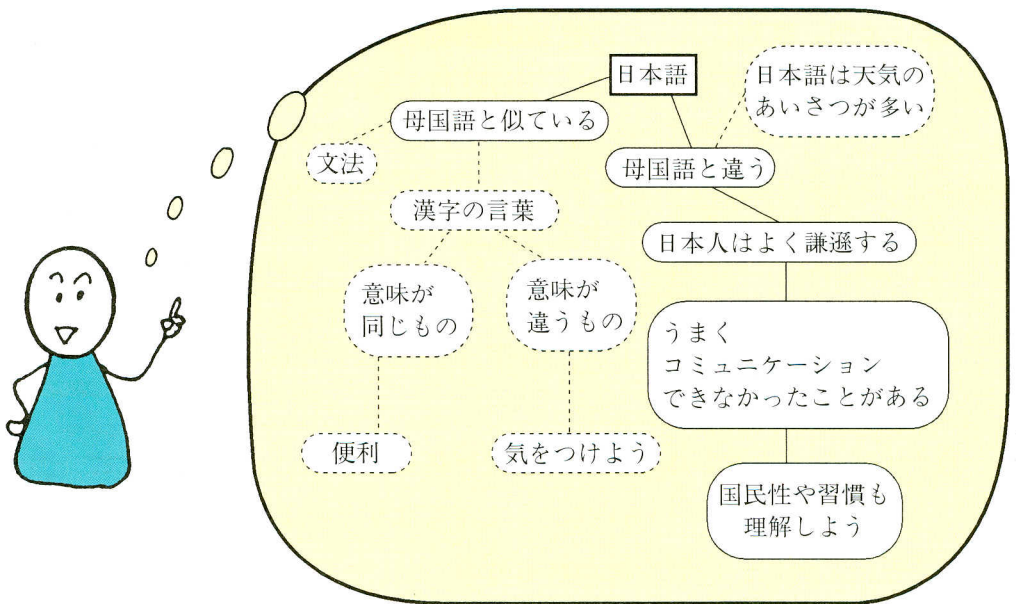 日本語
日本語は天気の
あいさつが多い
母国語と似ている
文法
母国語と違う
漢字の言葉
日本人はよく謙遜する
意味が
同じもの
意味が
違うもの
うまく
コミュニケーション
できなかったことがある
便利
気をつけよう
国民性や習慣も
理解しよう